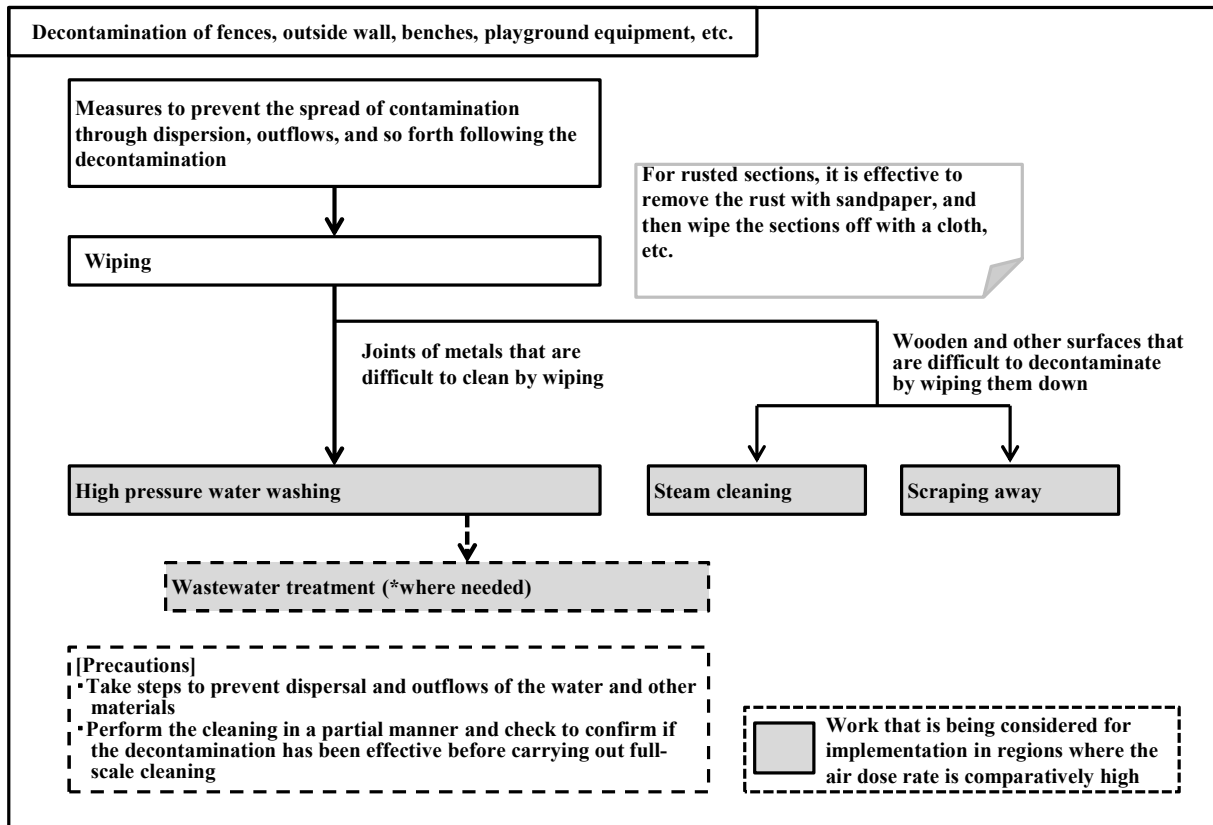 Decontamination of fences, outside wall, benches, playground equipment, etc.
Measures to prevent the spread of contamination
through dispersion, outflows, and so forth following the
decontamination
For rusted sections, it is effective to
remove the rust with sandpaper, and
then wipe the sections off with a cloth,
etc.
Wiping
Joints of metals that are
difficult to clean by wiping
Wooden and other surfaces that
are difficult to decontaminate
by wiping them down
High pressure water washing
Steam cleaning
Scraping away
Wastewater treatment (*where needed)
[Precautions]
・Take steps to prevent dispersal and outflows of the water and other
materials
・Perform the cleaning in a partial manner and check to confirm if
the decontamination has been effective before carrying out full-
scale cleaning
Work that is being considered for
implementation in regions where the
air dose rate is comparatively high